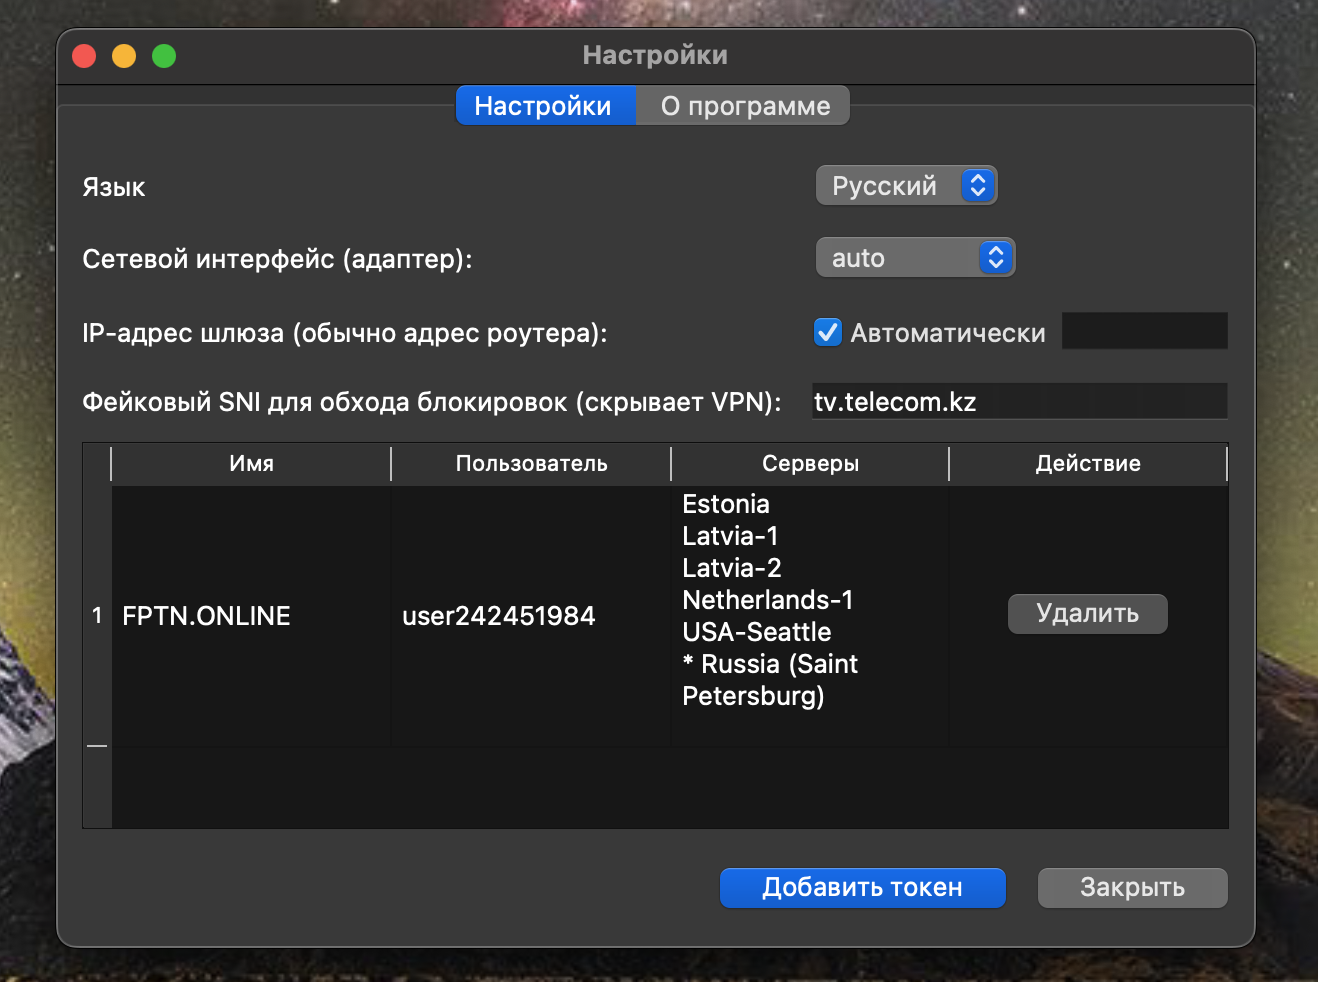 Настройки
Настройки О программе
Язык Русский
Сетевой интерфейс (адаптер): auto
IP-адрес шлюза (обычно адрес роутера): Автоматически
Фейковый SNI для обхода блокировок (скрывает VPN): tv.telecom.kz
Имя Пользователь Серверы Действие
Estonia
Latvia-1
Latvia-2
Netherlands-1
1 FPTN.ONLINE user242451984 Удалить
USA-Seattle
* Russia (Saint
Petersburg)
Добавить токен Закрыть